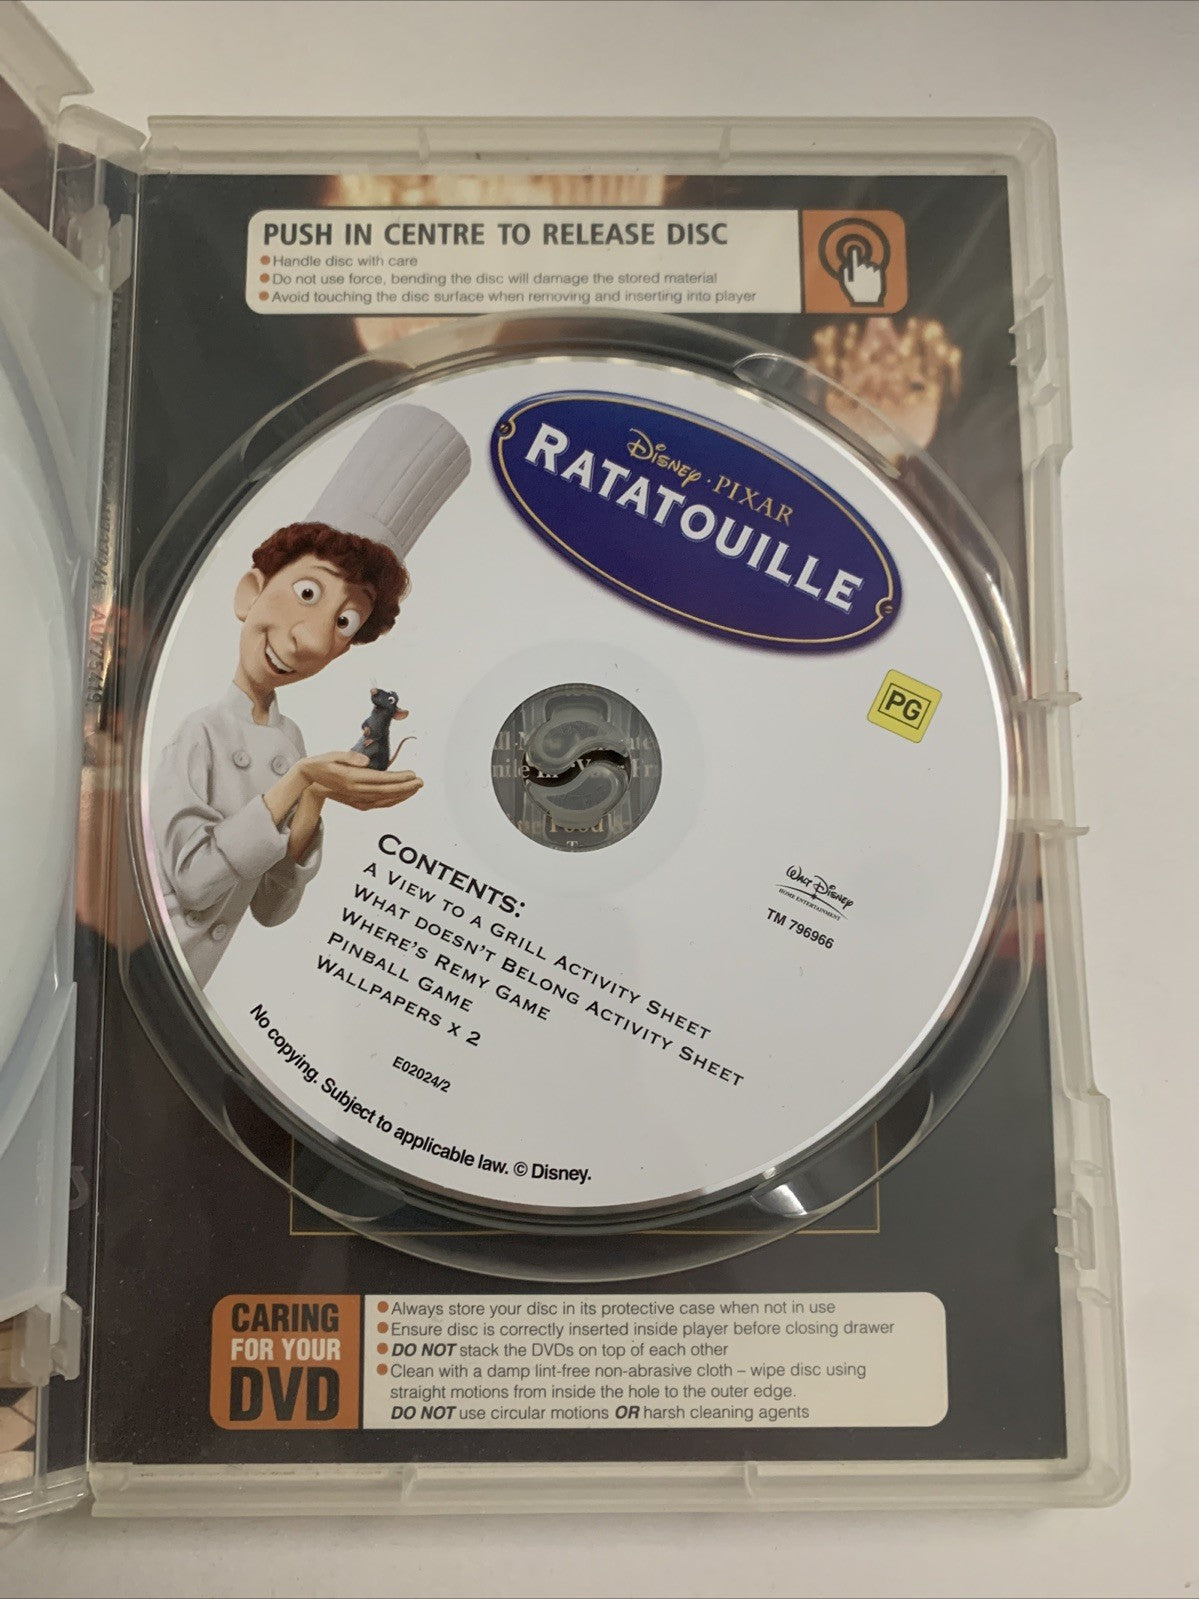 PUSH IN CENTRE TO RELEASE DISC
Handle disc with care
Do not use force, bending the disc will damage the stored material
Avoid touching the disc surface when removing and inserting into player
DISNEY · PIXAR
RATATOUILLE
PG
CONTENTS:
A VIEW TO A GRILL ACTIVITY SHEET
WHAT DOESN'T BELONG ACTIVITY SHEET
WHERE'S REMY GAME
PINBALL GAME
WALLPAPERS X 2
WALT DISNEY
HOME ENTERTAINMENT
TM 796966
E02024/2
No copying. Subject to applicable law. © Disney.
CARING
FOR YOUR
DVD
Always store your disc in its protective case when not in use
Ensure disc is correctly inserted inside player before closing drawer
DO NOT stack the DVDs on top of each other
Clean with a damp lint-free non-abrasive cloth – wipe disc using
straight motions from inside the hole to the outer edge.
DO NOT use circular motions OR harsh cleaning agents